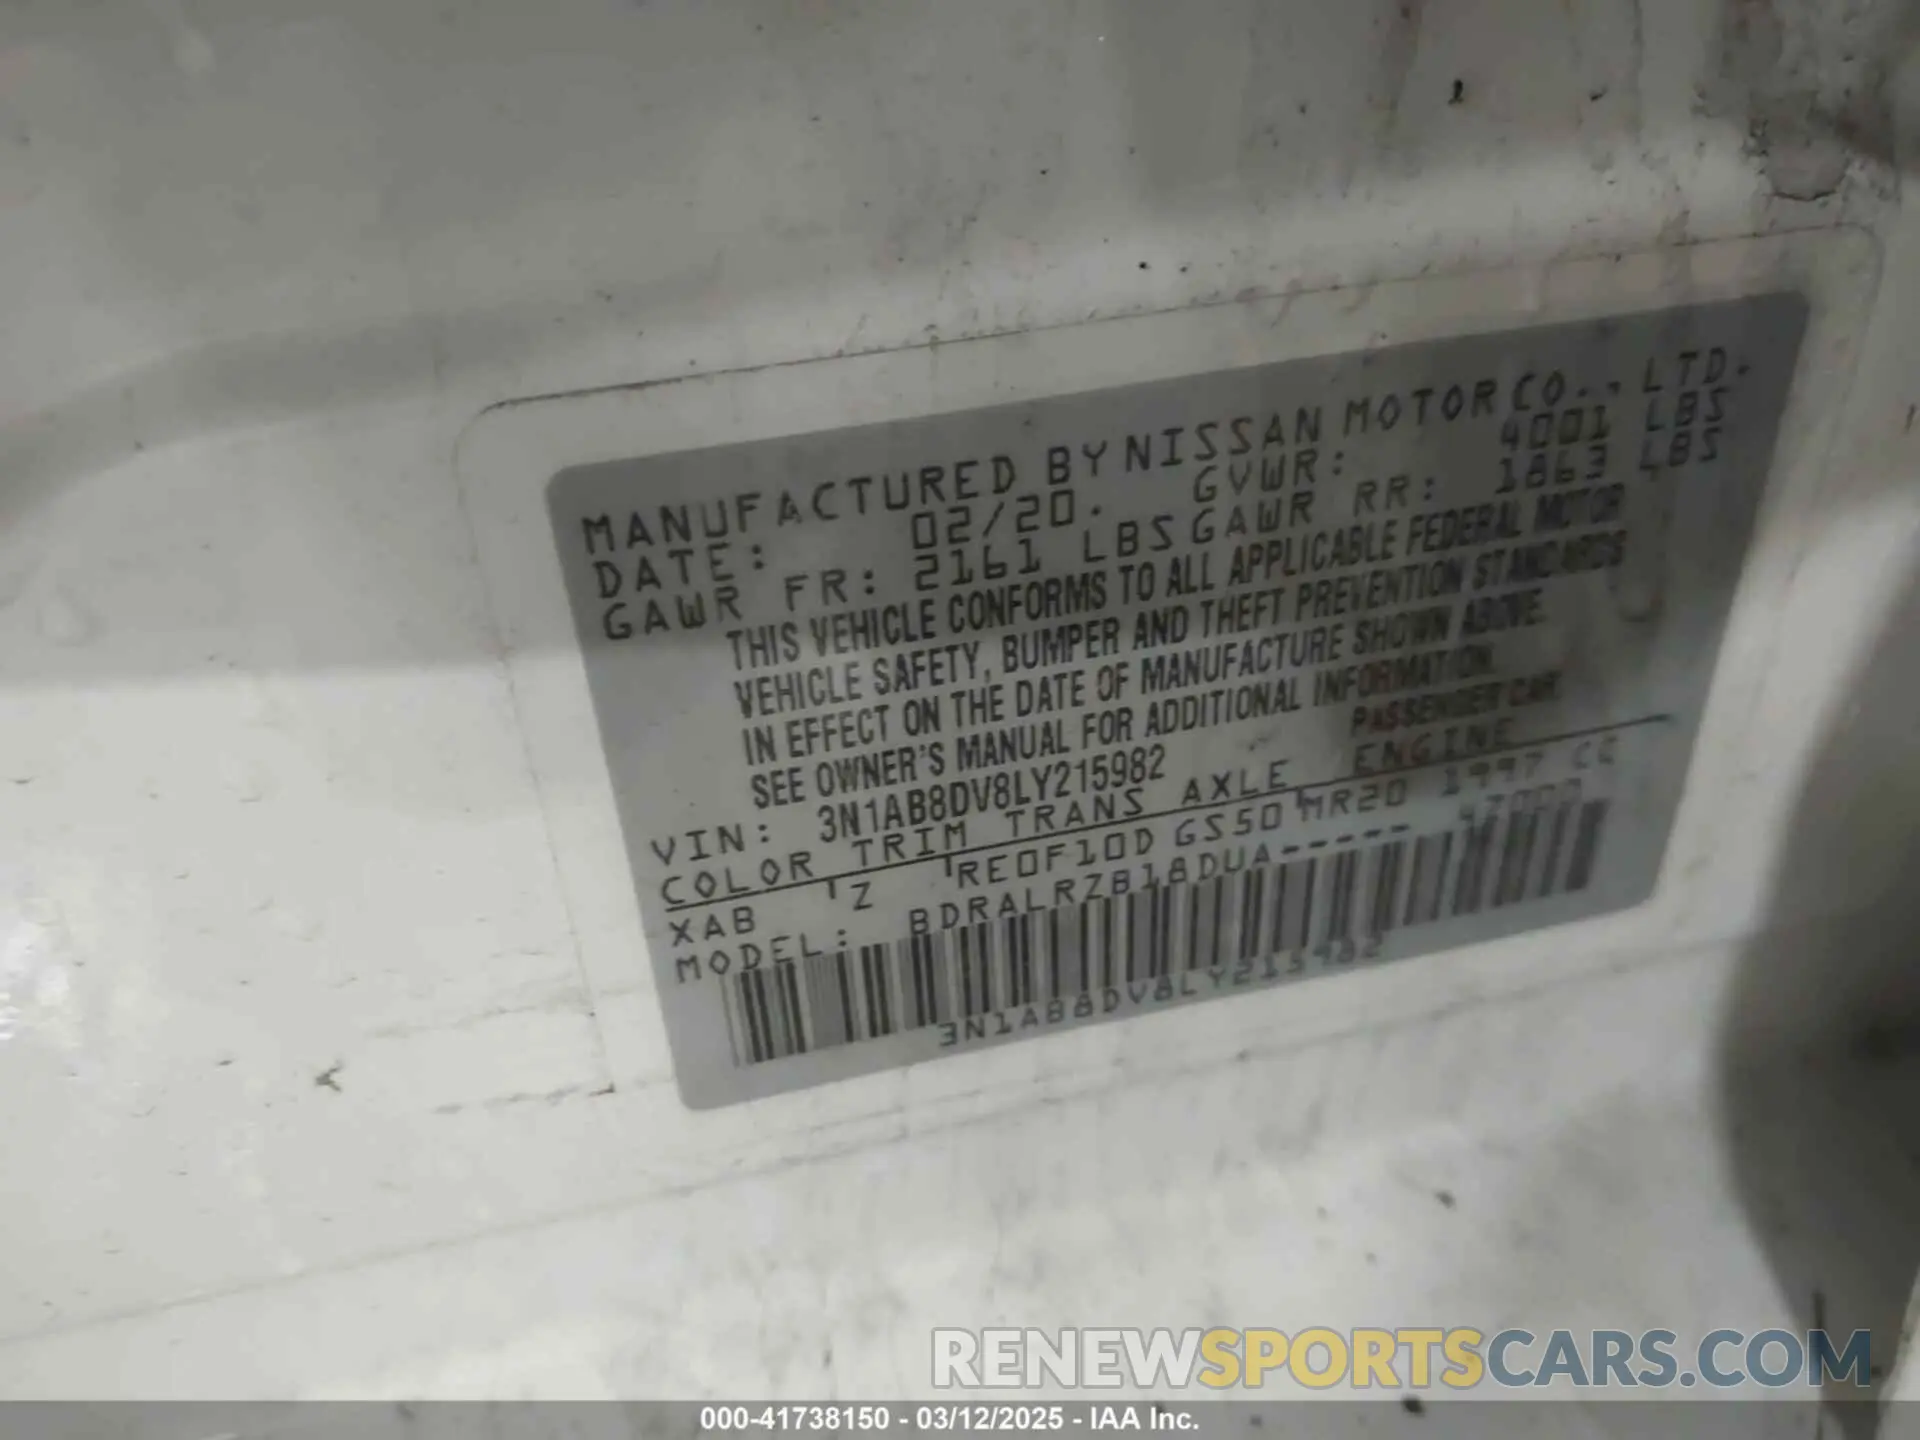 MANUFACTURED BY NISSAN MOTOR CO., LTD.
DATE: 02/20. GVWR: 4001 LBS
GAWR FR: 2161 LBS GAWR RR: 1863 LBS
THIS VEHICLE CONFORMS TO ALL APPLICABLE FEDERAL MOTOR
VEHICLE SAFETY, BUMPER AND THEFT PREVENTION STANDARDS
IN EFFECT ON THE DATE OF MANUFACTURE SHOWN ABOVE.
SEE OWNER'S MANUAL FOR ADDITIONAL INFORMATION.
VIN: 3N1AB8DV8LY215982 PASSENGER CAR
COLOR TRIM TRANS AXLE ENGINE
XAB Z RE0F10D GS50 MR20 1997 CC
MODEL: BDRALRZB18DUA-----
3N1AB8DV8LY215982
RENEWSPORTSCARS.COM
000-41738150 - 03/12/2025 - IAA Inc.